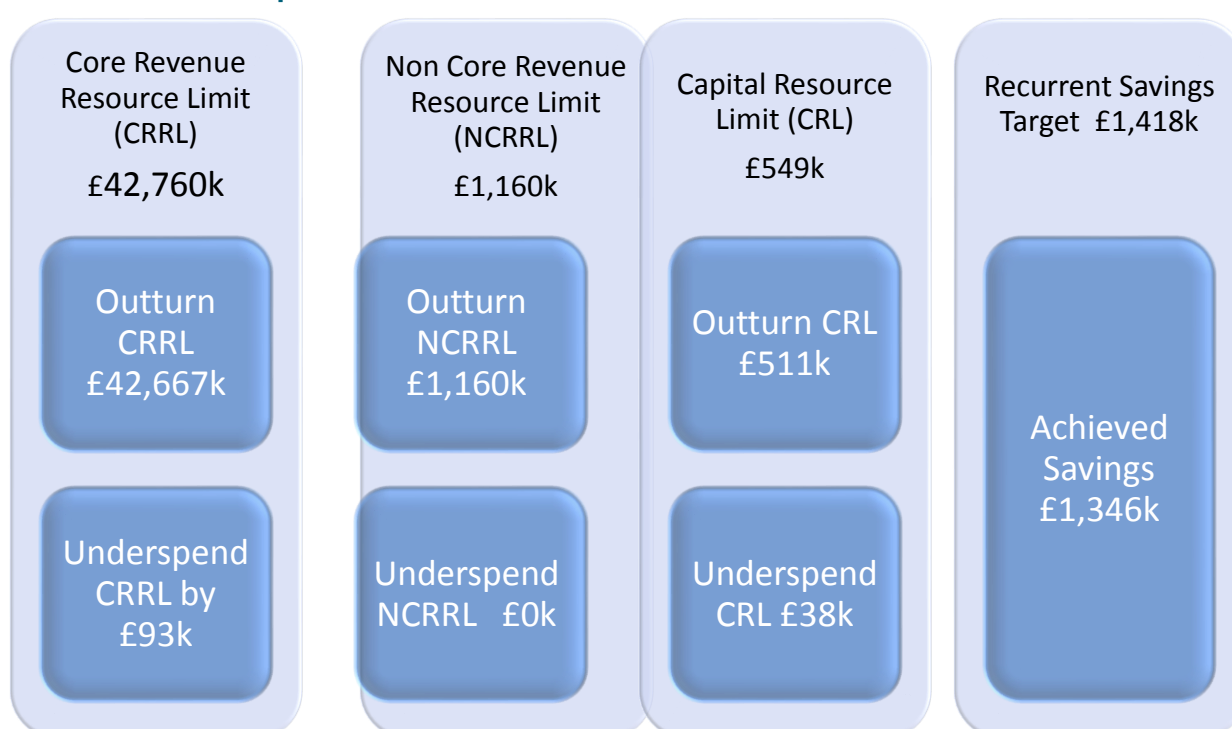 Core Revenue
Resource Limit
(CRRL)
£42,760k
Outturn
CRRL
£42,667k
Underspend
CRRL by
£93k
Non Core Revenue
Resource Limit
(NCRRL)
£1,160k
Outturn
NCRRL
£1,160k
Underspend
NCRRL £0k
Capital Resource
Limit (CRL)
£549k
Outturn CRL
£511k
Underspend
CRL £38k
Recurrent Savings
Target £1,418k
Achieved
Savings
£1,346k